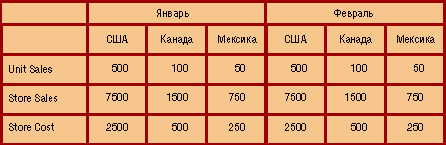 Январь Февраль
США Канада Мексика США Канада Мексика
Unit Sales 500 100 50 500 100 50
Store Sales 7500 1500 750 7500 1500 750
Store Cost 2500 500 250 2500 500 250